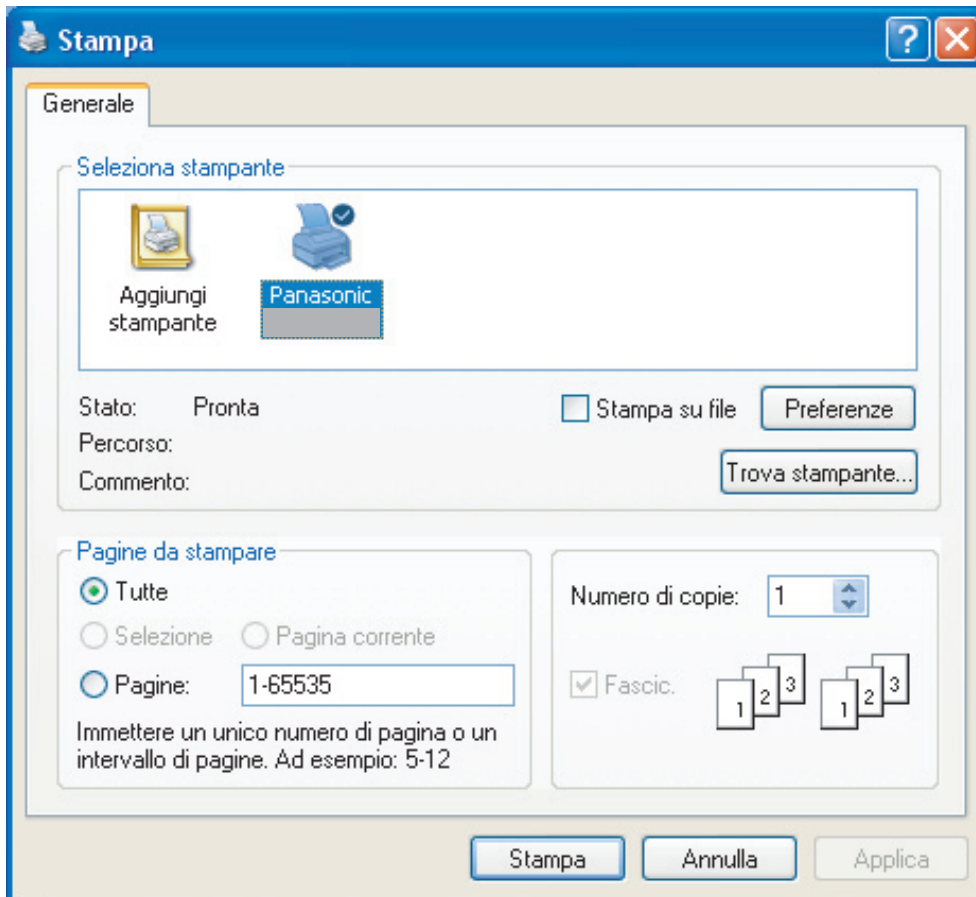 Stampa
?
Generale
Seleziona stampante
Aggiungi
stampante
Panasonic
Stato: Pronta
Stampa su file
Preferenze
Percorso:
Commento:
Trova stampante...
Pagine da stampare
Tutte
Selezione
Pagina corrente
Pagine: 1-65535
Immettere un unico numero di pagina o un
intervallo di pagine. Ad esempio: 5-12
Numero di copie: 1
Fascic.
1 2 3 1 2 3
Stampa
Annulla
Applica